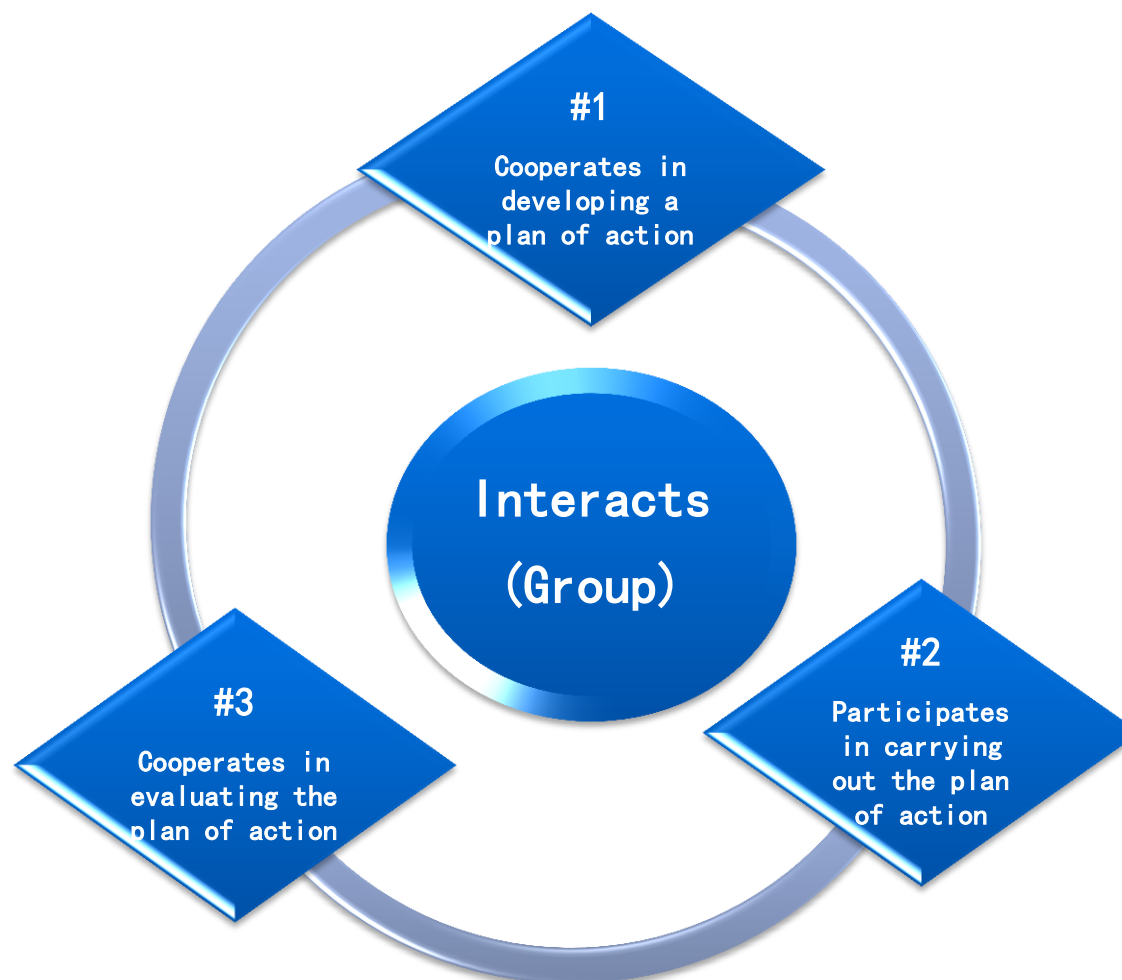 #1
Cooperates in
developing a
plan of action
Interacts
(Group)
#2
Participates
in carrying
out the plan
of action
#3
Cooperates in
evaluating the
plan of action